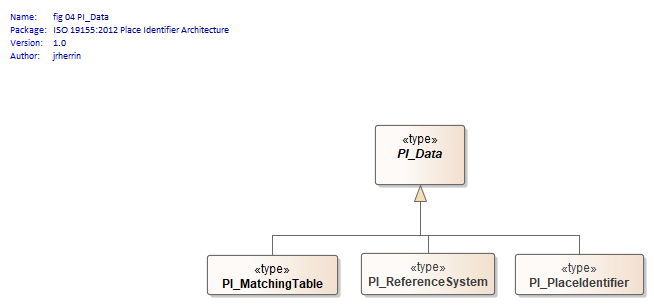 Name: fig 04 PI_Data
Package: ISO 19155:2012 Place Identifier Architecture
Version: 1.0
Author: jrherrin
«type»
PI_Data
«type»
PI_MatchingTable
«type»
PI_ReferenceSystem
«type»
PI_PlaceIdentifier